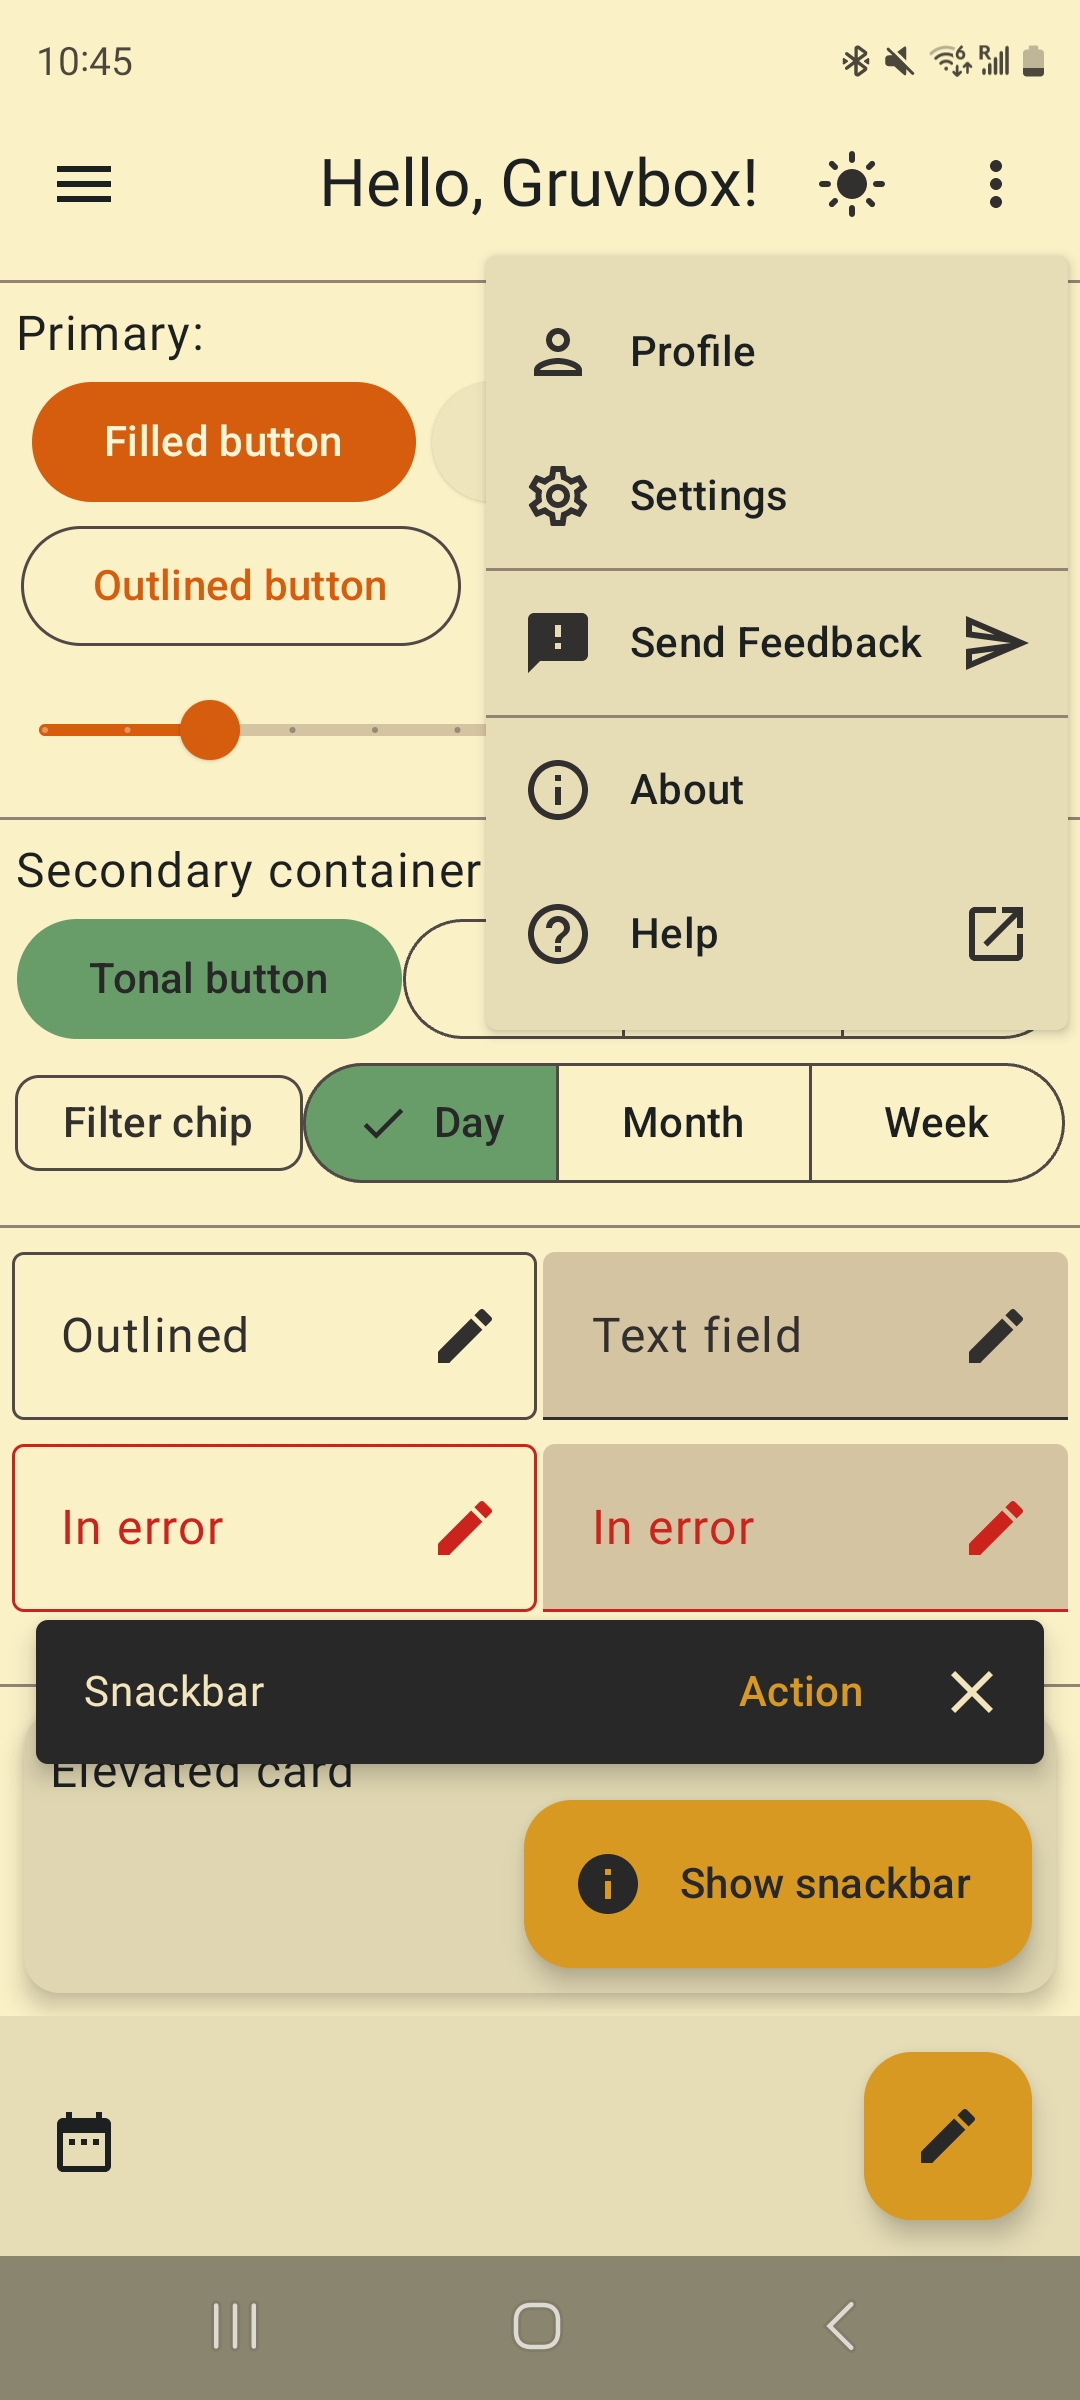 10:45
6 R
Hello, Gruvbox!
Primary:
Profile
Filled button
Settings
Outlined button
Send Feedback
About
Secondary container
Help
Tonal button
Filter chip
Day
Month
Week
Outlined
Text field
In error
In error
Snackbar
Action
Elevated card
Show snackbar